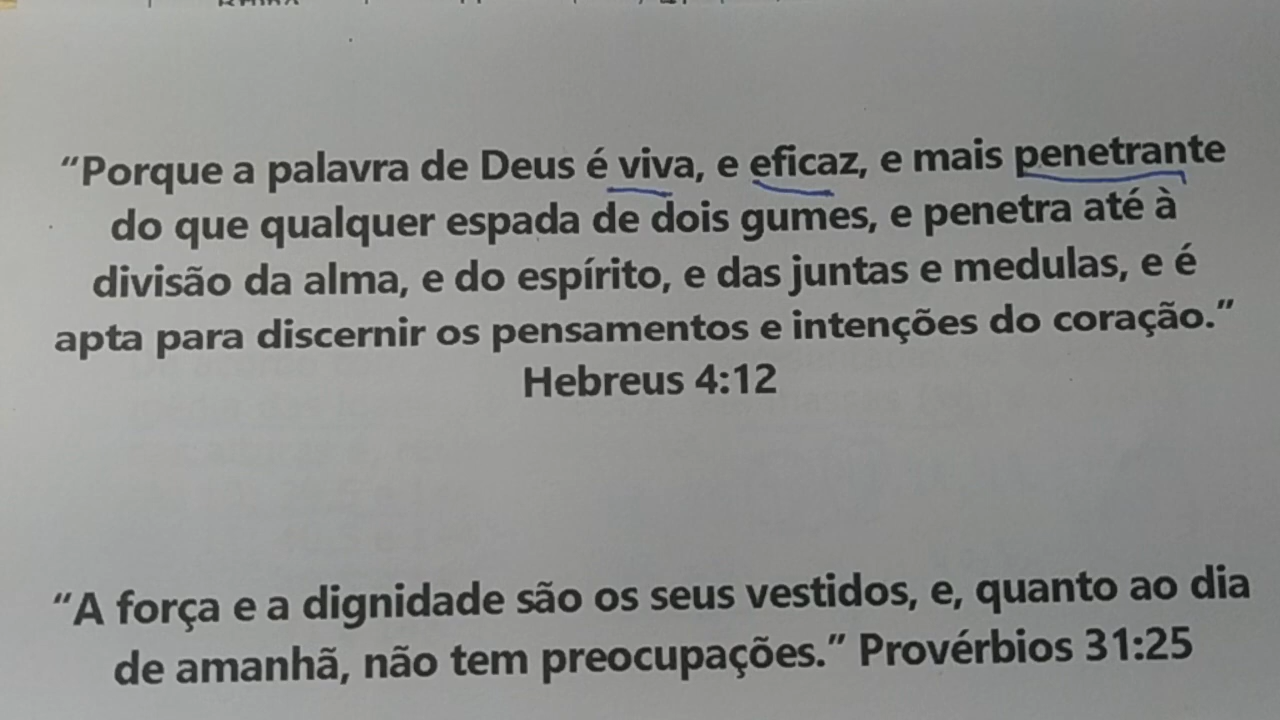 “Porque a palavra de Deus é viva, e eficaz, e mais penetrante
do que qualquer espada de dois gumes, e penetra até à
divisão da alma, e do espírito, e das juntas e medulas, e é
apta para discernir os pensamentos e intenções do coração.”
Hebreus 4:12
“A força e a dignidade são os seus vestidos, e, quanto ao dia
de amanhã, não tem preocupações.” Provérbios 31:25